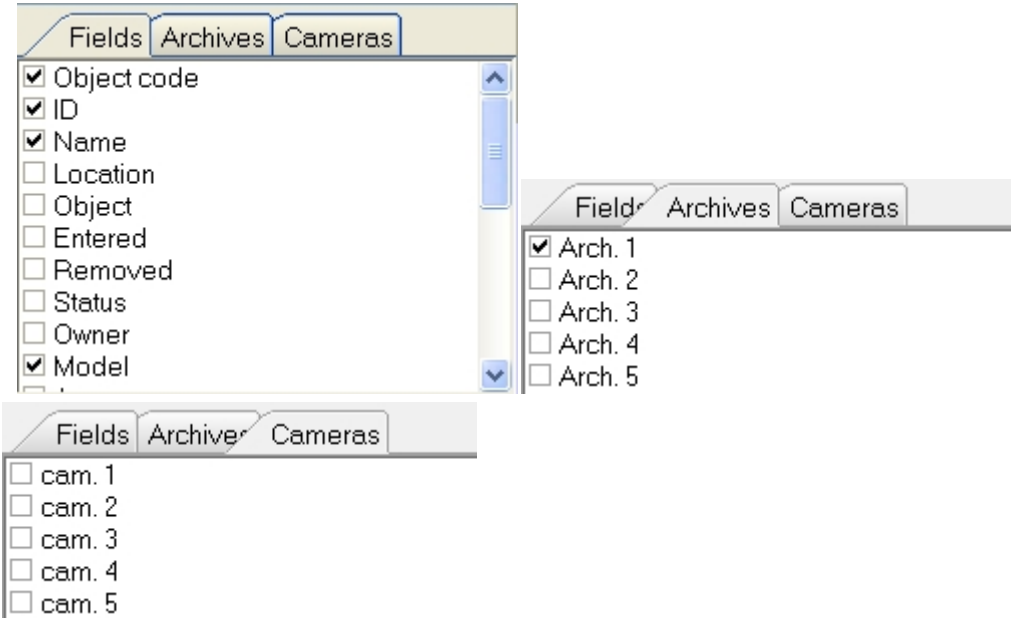 Fields Archives Cameras
Object code
ID
Name
Location
Object
Entered
Removed
Status
Owner
Model
Fields Archives Cameras
Arch. 1
Arch. 2
Arch. 3
Arch. 4
Arch. 5
Fields Archives Cameras
cam. 1
cam. 2
cam. 3
cam. 4
cam. 5